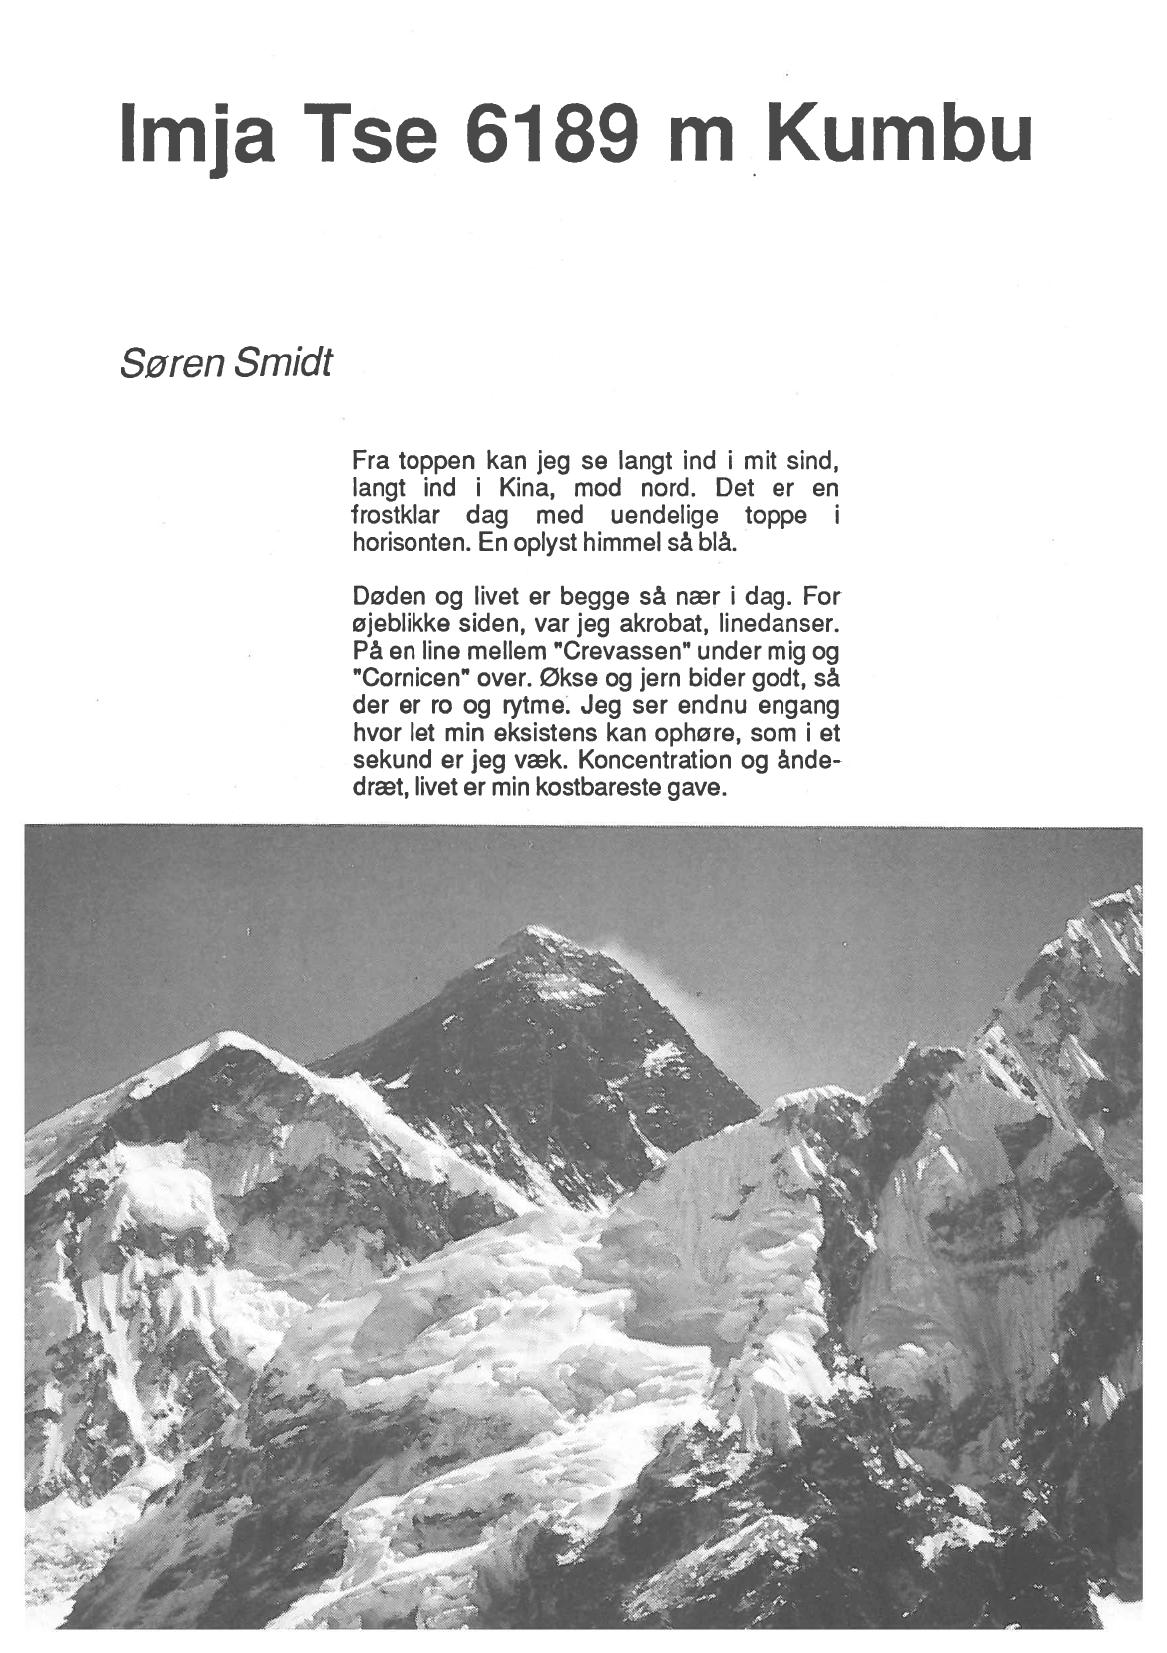 Imja Tse 6189 m Kumbu
Søren Smidt
Fra toppen kan jeg se langt ind i mit sind,
langt ind i Kina, mod nord. Det er en
frostklar dag med uendelige toppe i
horisonten. En oplyst himmel så blå.
Døden og livet er begge så nær i dag. For
øjeblikke siden, var jeg akrobat, linedanser.
På en line mellem "Crevassen" under mig og
"Cornicen" over. Økse og jern bider godt, så
der er ro og rytme. Jeg ser endnu engang
hvor let min eksistens kan ophøre, som i et
sekund er jeg væk. Koncentration og ånde-
dræt, livet er min kostbareste gave.